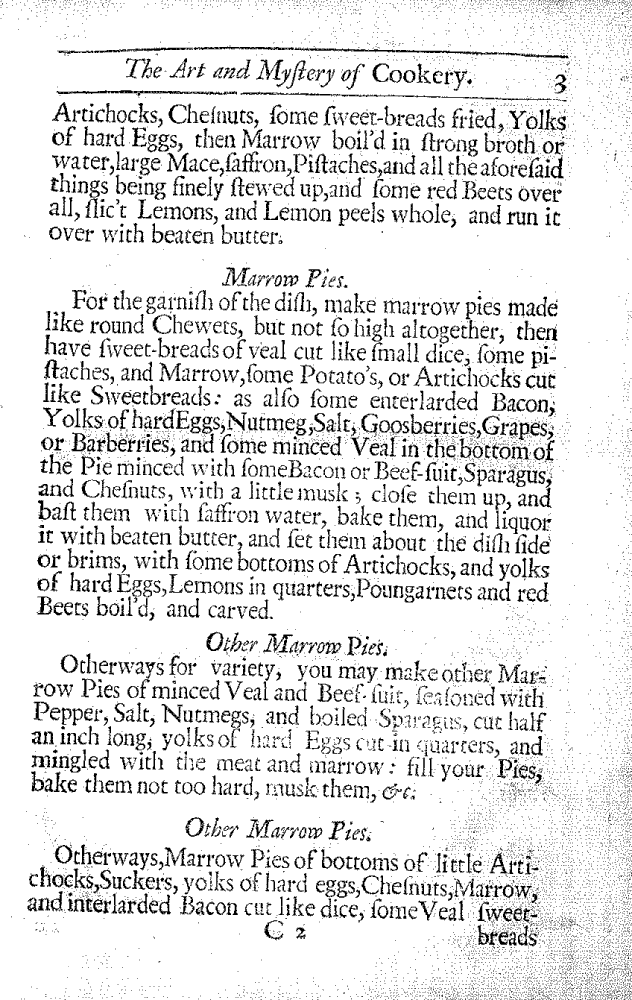 The Art and Myſtery of Cookery. 3
Artichocks, Cheſnuts, ſome ſweet-breads fried, Yolks
of hard Eggs, then Marrow boil'd in ſtrong broth or
water,large Mace,ſaffron,Piſtaches,and all the aforeſaid
things being finely ſtewed up,and ſome red Beets over
all, ſlic't Lemons, and Lemon peels whole, and run it
over with beaten butter.
Marrow Pies.
For the garniſh of the diſh, make marrow pies made
like round Chewets, but not ſo high altogether, then
have ſweet-breads of veal cut like ſmall dice, ſome pi-
ſtaches, and Marrow,ſome Potato's, or Artichocks cut
like Sweetbreads: as alſo ſome enterlarded Bacon,
Yolks of hard Eggs,Nutmeg,Salt, Goosberries,Grapes,
or Barberries, and ſome minced Veal in the bottom of
the Pie minced with ſome Bacon or Beef-ſuit,Sparagus,
and Cheſnuts, with a little musk ; cloſe them up, and
baſt them with ſaffron water, bake them, and liquor
it with beaten butter, and ſet them about the diſh ſide
or brims, with ſome bottoms of Artichocks, and yolks
of hard Eggs,Lemons in quarters,Poungarnets and red
Beets boil'd, and carved.
Other Marrow Pies.
Otherways for variety, you may make other Mar-
row Pies of minced Veal and Beef-ſuit, ſeaſoned with
Pepper, Salt, Nutmegs, and boiled Sparagus, cut half
an inch long, yolks of hard Eggs cut in quarters, and
mingled with the meat and marrow: fill your Pies,
bake them not too hard, musk them, &c.
Other Marrow Pies.
Otherways,Marrow Pies of bottoms of little Arti-
chocks,Suckers, yolks of hard eggs,Cheſnuts,Marrow,
and interlarded Bacon cut like dice, ſome Veal ſweet-
C 2 breads